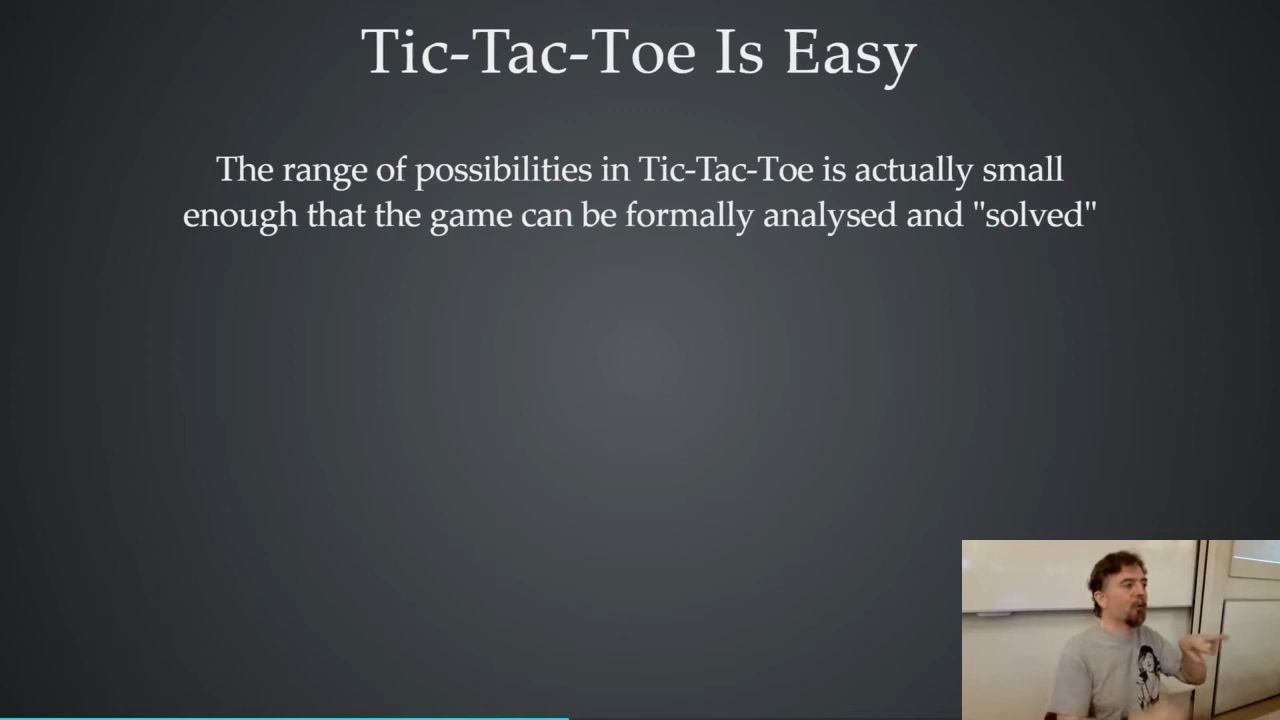 Tic-Tac-Toe Is Easy
The range of possibilities in Tic-Tac-Toe is actually small
enough that the game can be formally analysed and "solved"